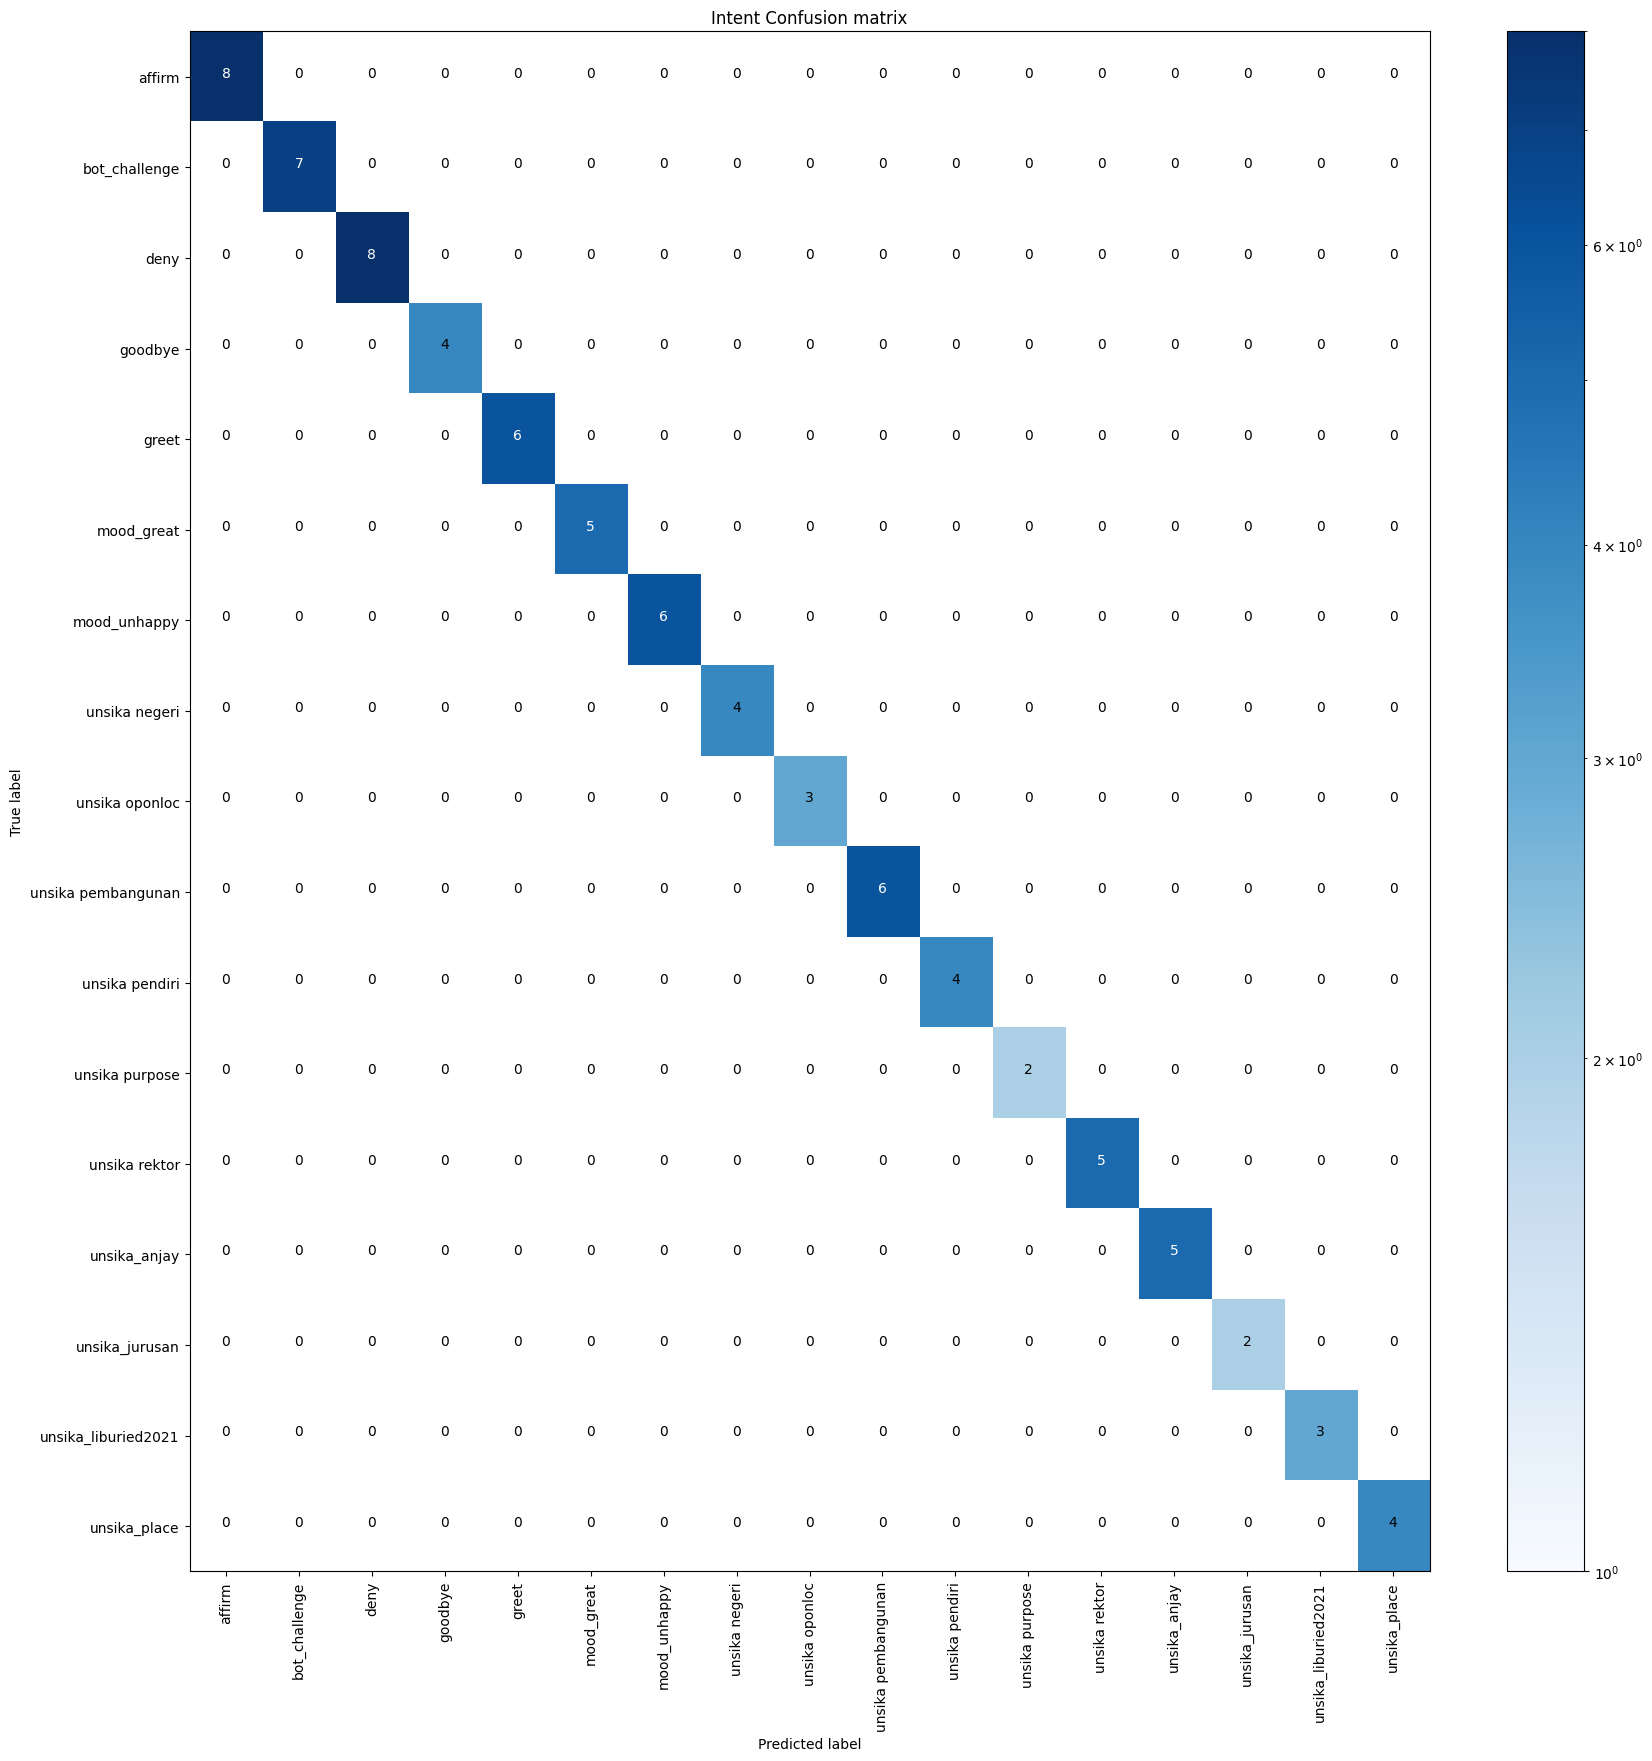 Intent Confusion matrix
affirm 8 0 0 0 0 0 0 0 0 0 0 0 0 0 0 0 0
bot_challenge 0 7 0 0 0 0 0 0 0 0 0 0 0 0 0 0 0
deny 0 0 8 0 0 0 0 0 0 0 0 0 0 0 0 0 0
goodbye 0 0 0 4 0 0 0 0 0 0 0 0 0 0 0 0 0
greet 0 0 0 0 6 0 0 0 0 0 0 0 0 0 0 0 0
mood_great 0 0 0 0 0 5 0 0 0 0 0 0 0 0 0 0 0
mood_unhappy 0 0 0 0 0 0 6 0 0 0 0 0 0 0 0 0 0
unsika negeri 0 0 0 0 0 0 0 4 0 0 0 0 0 0 0 0 0
unsika oponloc 0 0 0 0 0 0 0 0 3 0 0 0 0 0 0 0 0
unsika pembangunan 0 0 0 0 0 0 0 0 0 6 0 0 0 0 0 0 0
unsika pendiri 0 0 0 0 0 0 0 0 0 0 4 0 0 0 0 0 0
unsika purpose 0 0 0 0 0 0 0 0 0 0 0 2 0 0 0 0 0
unsika rektor 0 0 0 0 0 0 0 0 0 0 0 0 5 0 0 0 0
unsika_anjay 0 0 0 0 0 0 0 0 0 0 0 0 0 5 0 0 0
unsika_jurusan 0 0 0 0 0 0 0 0 0 0 0 0 0 0 2 0 0
unsika_liburied2021 0 0 0 0 0 0 0 0 0 0 0 0 0 0 0 3 0
unsika_place 0 0 0 0 0 0 0 0 0 0 0 0 0 0 0 0 4
True label
affirm
bot_challenge
deny
goodbye
greet
mood_great
mood_unhappy
unsika negeri
unsika oponloc
unsika pembangunan
unsika pendiri
unsika purpose
unsika rektor
unsika_anjay
unsika_jurusan
unsika_liburied2021
unsika_place
Predicted label
6 × 10⁰
4 × 10⁰
3 × 10⁰
2 × 10⁰
10⁰